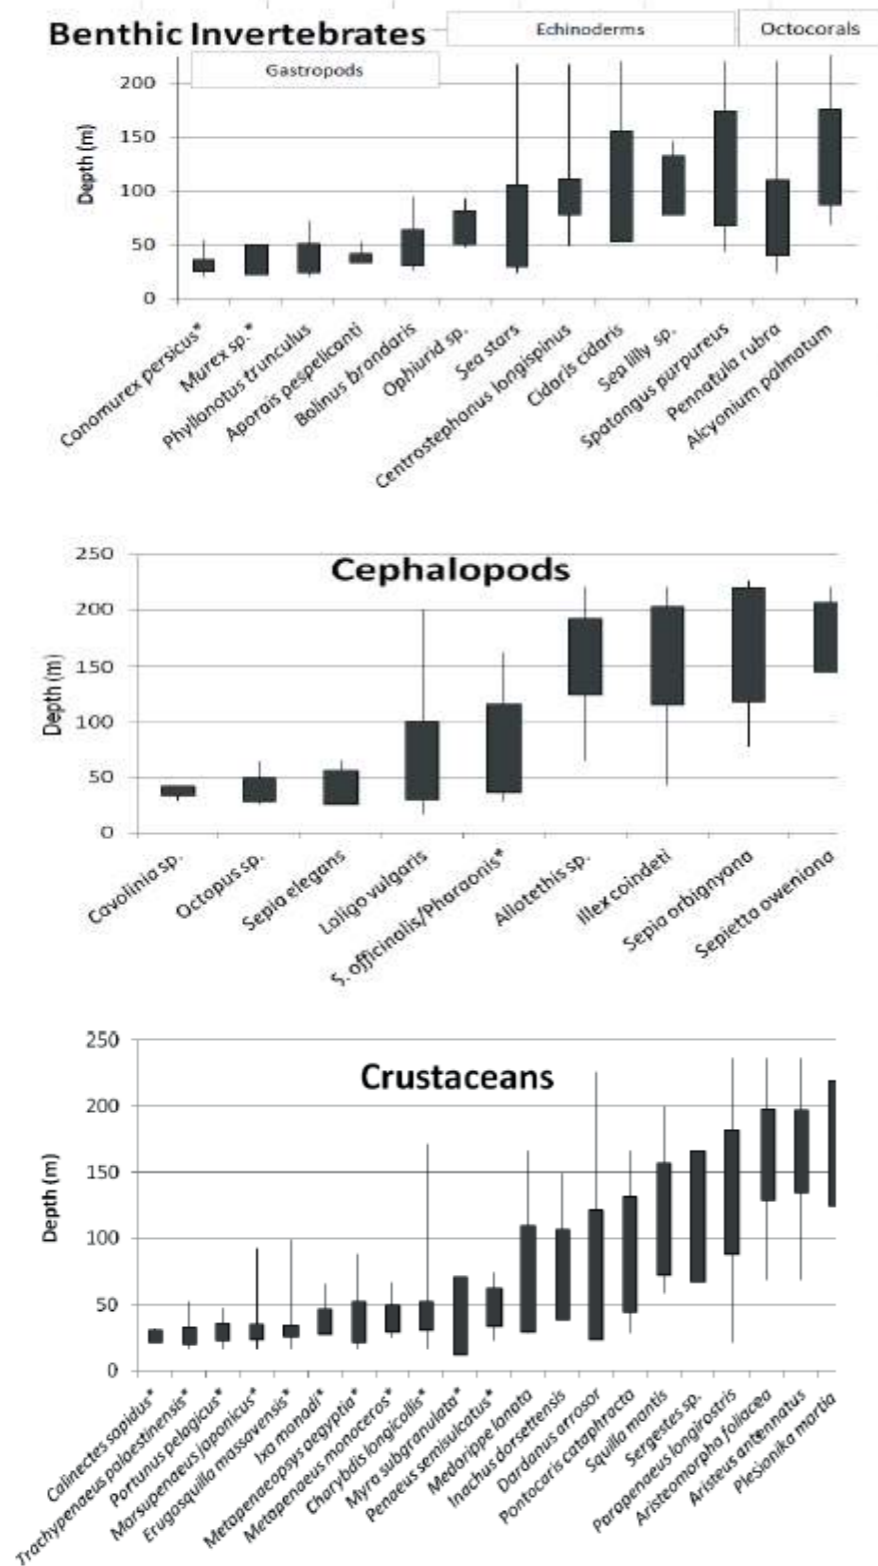 Benthic Invertebrates
Echinoderms
Octocorals
Gastropods
Depth (m)
200
150
100
50
0
Conomurex persicus*
Murex sp.*
Phyllonotus trunculus
Aporais pespelicanti
Bolinus brandaris
Ophiurid sp.
Sea stars
Centrostephanus longispinus
Cidaris cidaris
Sea lilly sp.
Spatangus purpureus
Pennatula rubra
Alcyonium palmatum
Cephalopods
Depth (m)
250
200
150
100
50
0
Cavolinia sp.
Octopus sp.
Sepia elegans
Loligo vulgaris
S. officinalis/Pharaonis*
Allotethis sp.
Illex coindeti
Sepia orbignyana
Sepietta oweniana
Crustaceans
Depth (m)
250
200
150
100
50
0
Calinectes sapidus*
Trachypenaeus palaestinensis*
Portunus pelagicus*
Marsupenaeus japonicus*
Erugosquilla massavensis*
Ixa monadi*
Metapenaeopsys aegyptia*
Metapenaeus monoceros*
Charybdis longicollis*
Myra subgranulata*
Penaeus semisulcatus*
Medorippe lanata
Inachus dorsettensis
Dardanus arrosor
Pontocaris cataphracta
Squilla mantis
Sergestes sp.
Parapenaeus longirostris
Aristeomorpha foliacea
Aristeus antennatus
Plesionika martia